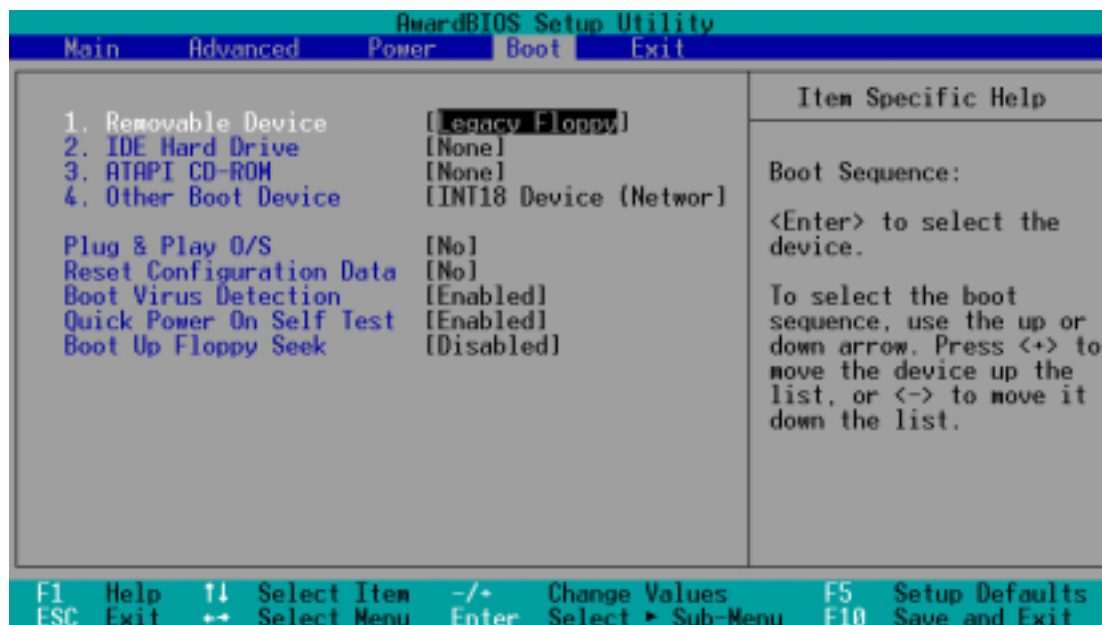 AwardBIOS Setup Utility
Main Advanced Power Boot Exit
1. Removable Device [Legacy Floppy]
2. IDE Hard Drive [None]
3. ATAPI CD-ROM [None]
4. Other Boot Device [INT18 Device (Networ]
Plug & Play O/S [No]
Reset Configuration Data [No]
Boot Virus Detection [Enabled]
Quick Power On Self Test [Enabled]
Boot Up Floppy Seek [Disabled]
Item Specific Help
Boot Sequence:
<Enter> to select the
device.
To select the boot
sequence, use the up or
down arrow. Press <+> to
move the device up the
list, or <-> to move it
down the list.
F1 Help ↑↓ Select Item -/+ Change Values F5 Setup Defaults
ESC Exit ←→ Select Menu Enter Select ► Sub-Menu F10 Save and Exit